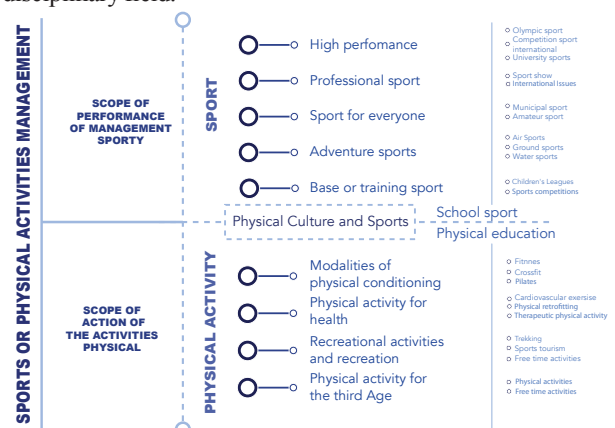 disciplinary field.
SPORTS OR PHYSICAL ACTIVITIES MANAGEMENT
SCOPE OF
PERFORMANCE
OF MANAGEMENT
SPORTY
SPORT
High perfomance
Olympic sport
Competition sport
international
University sports
Professional sport
Sport show
International Issues
Sport for everyone
Municipal sport
Amateur sport
Adventure sports
Air Sports
Ground sports
Water sports
Base or training sport
Children's Leagues
Sports competitions
Physical Culture and Sports
School sport
Physical education
SCOPE OF
ACTION OF
THE ACTIVITIES
PHYSICAL
PHYSICAL ACTIVITY
Modalities of
physical conditioning
Fitnnes
Crossfit
Pilates
Physical activity for
health
Cardiovascular exersise
Physical retrofitting
Therapeutic physical activity
Recreational activities
and recreation
Trekking
Sports tourism
Free time activities
Physical activity for
the third Age
Physical activities
Free time activities